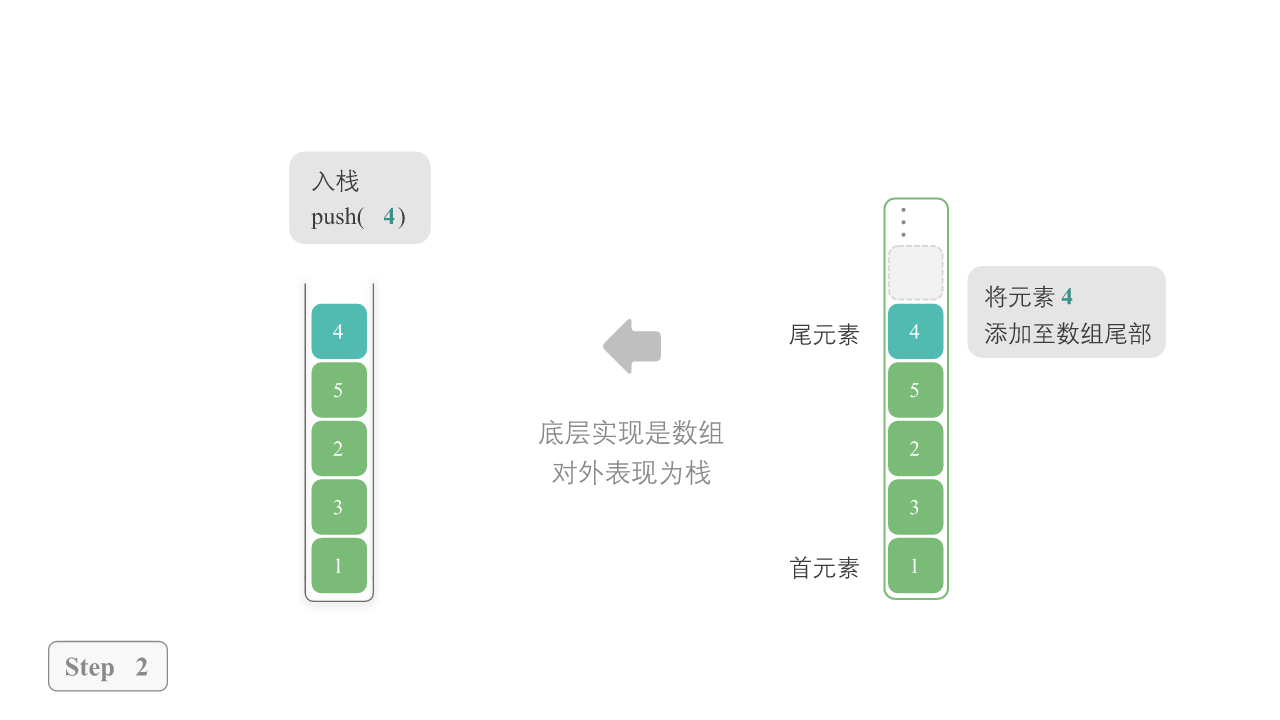 入栈
push( 4)
4
5
2
3
1
底层实现是数组
对外表现为栈
尾元素
首元素
4
5
2
3
1
将元素 4
添加至数组尾部
Step 2